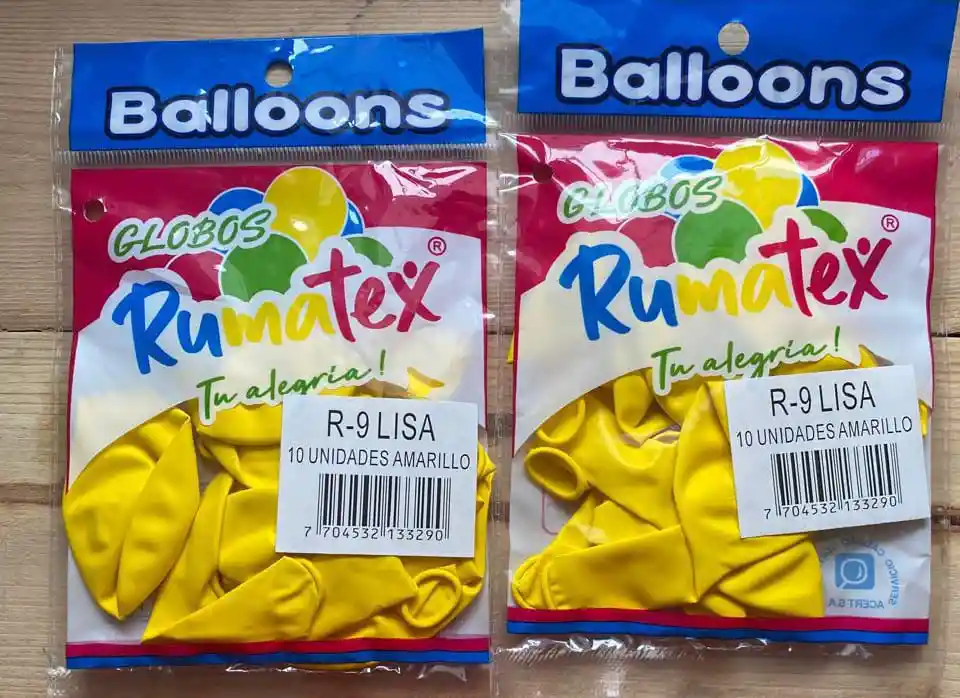 Balloons
GLOBOS
Rumatex®
Tu alegria!
R-9 LISA
10 UNIDADES AMARILLO
7 704532 133290
Balloons
GLOBOS
Rumatex®
Tu alegria!
R-9 LISA
10 UNIDADES AMARILLO
7 704532 133290
ACERT S.A